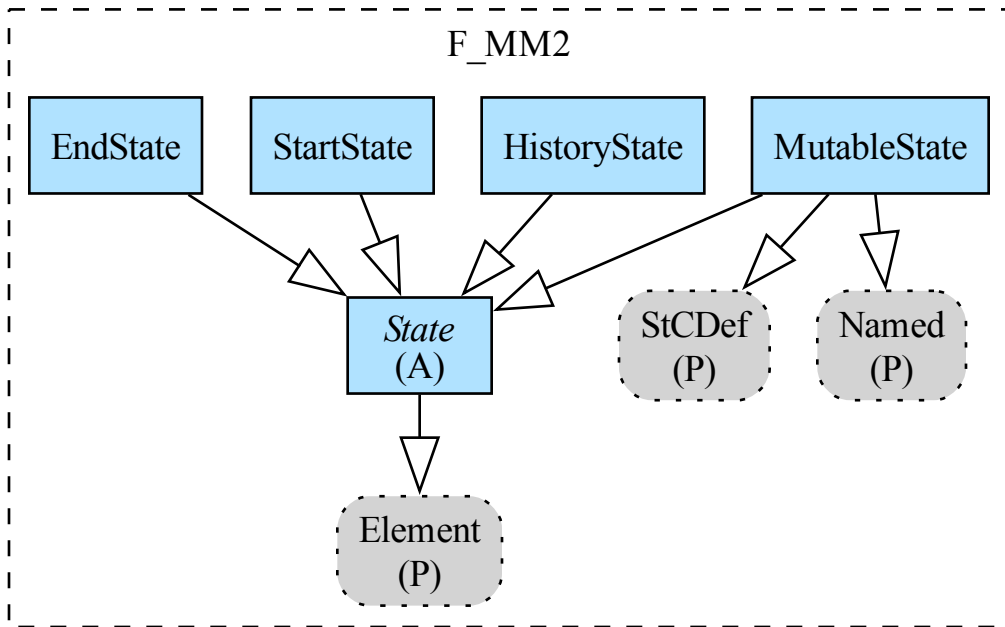 F_MM2
EndState
StartState
HistoryState
MutableState
State
(A)
StCDef
(P)
Named
(P)
Element
(P)